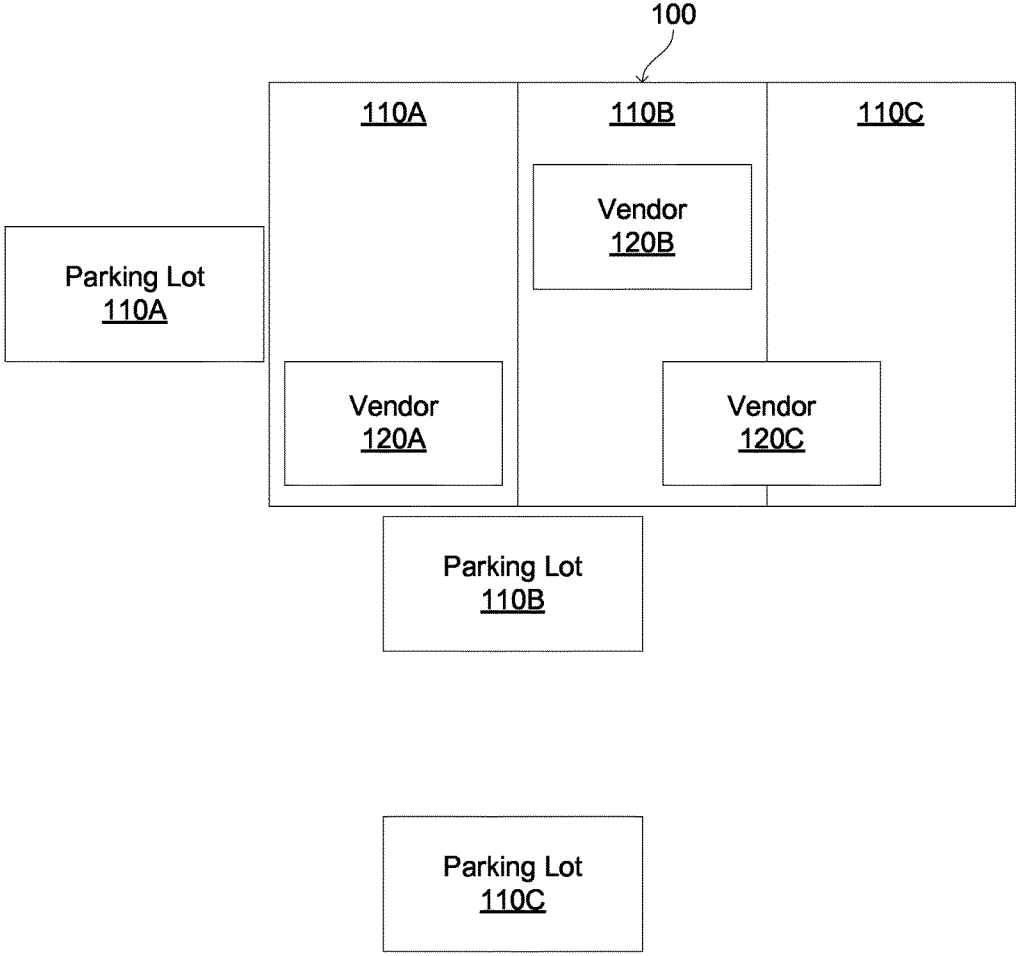 100
110A
110B
110C
Vendor
120B
Parking Lot
110A
Vendor
120A
Vendor
120C
Parking Lot
110B
Parking Lot
110C